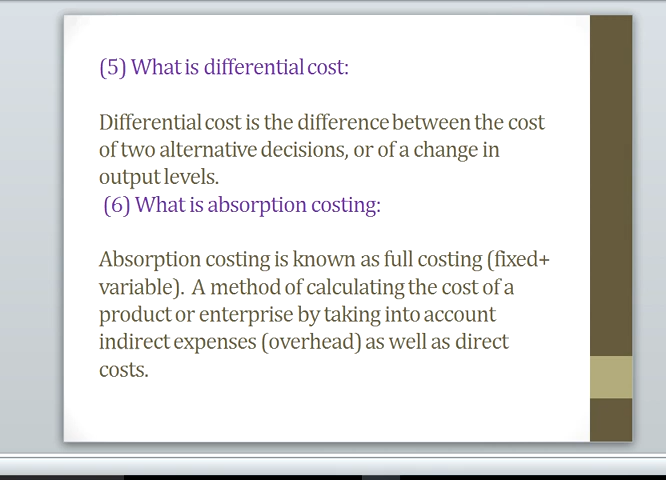 (5) What is differential cost:
Differential cost is the difference between the cost
of two alternative decisions, or of a change in
output levels.
(6) What is absorption costing:
Absorption costing is known as full costing (fixed+
variable). A method of calculating the cost of a
product or enterprise by taking into account
indirect expenses (overhead) as well as direct
costs.